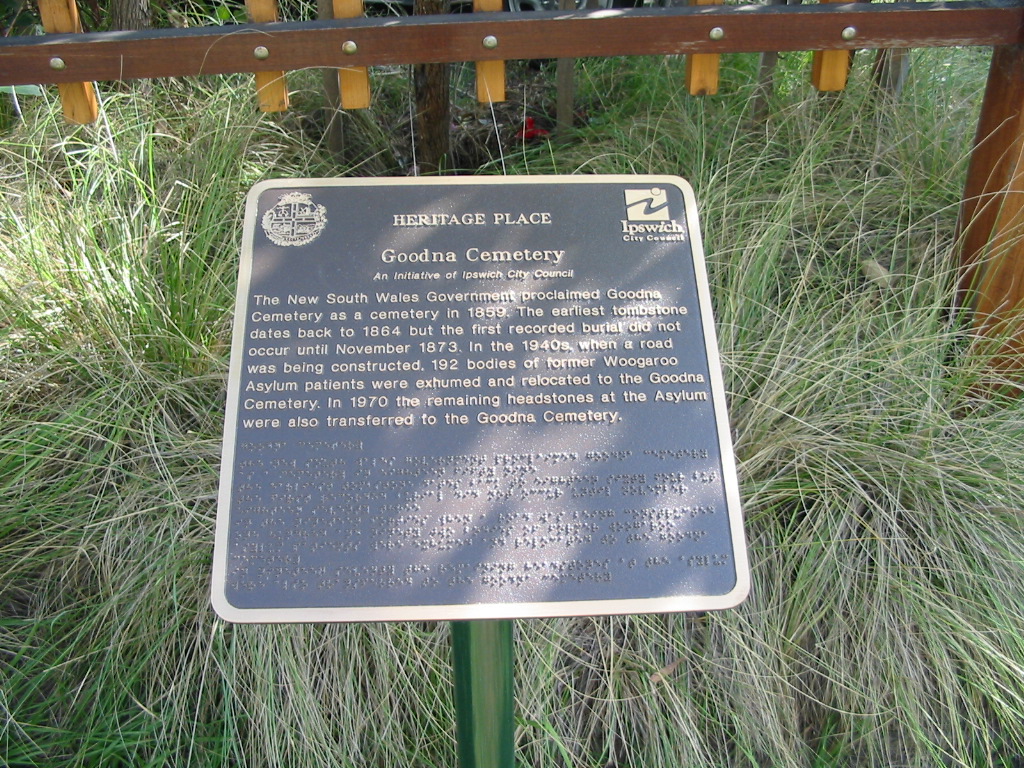 HERITAGE PLACE
Ipswich
City Council
Goodna Cemetery
An Initiative of Ipswich City Council
The New South Wales Government proclaimed Goodna
Cemetery as a cemetery in 1859. The earliest tombstone
dates back to 1864 but the first recorded burial did not
occur until November 1873. In the 1940s, when a road
was being constructed, 192 bodies of former Woogaroo
Asylum patients were exhumed and relocated to the Goodna
Cemetery. In 1970 the remaining headstones at the Asylum
were also transferred to the Goodna Cemetery.